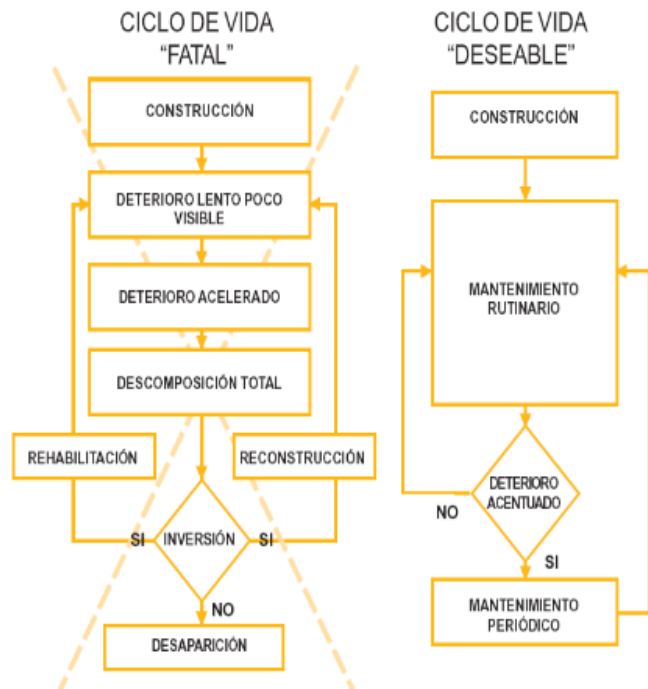 CICLO DE VIDA
“FATAL”
CONSTRUCCIÓN
DETERIORO LENTO POCO
VISIBLE
DETERIORO ACELERADO
DESCOMPOSICIÓN TOTAL
REHABILITACIÓN
RECONSTRUCCIÓN
SI
INVERSIÓN
SI
NO
DESAPARICIÓN
CICLO DE VIDA
“DESEABLE”
CONSTRUCCIÓN
MANTENIMIENTO
RUTINARIO
DETERIORO
ACENTUADO
NO
SI
MANTENIMIENTO
PERIÓDICO